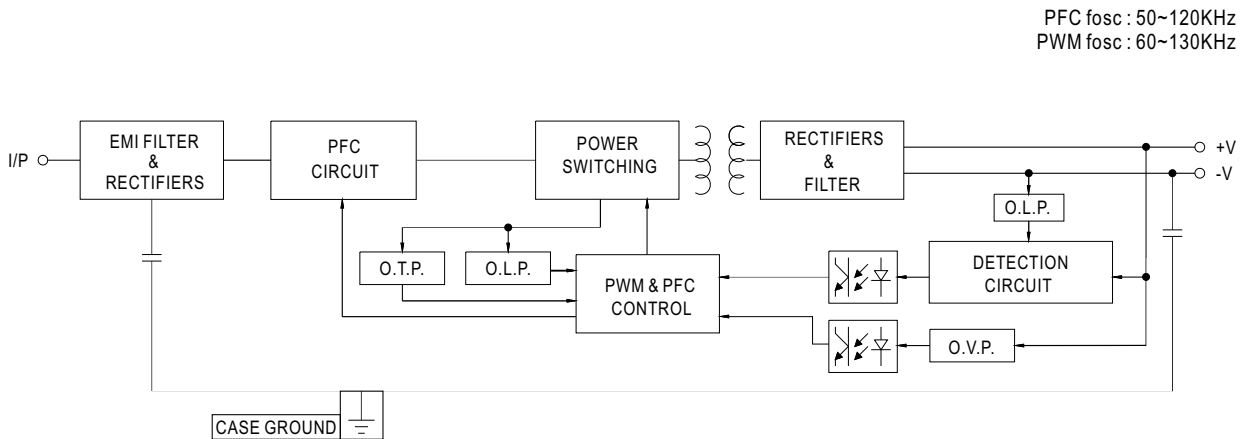 PFC fosc : 50~120KHz
PWM fosc : 60~130KHz
I/P
EMI FILTER
&
RECTIFIERS
PFC
CIRCUIT
POWER
SWITCHING
RECTIFIERS
&
FILTER
+V
-V
O.L.P.
O.T.P.
O.L.P.
PWM & PFC
CONTROL
DETECTION
CIRCUIT
O.V.P.
CASE GROUND